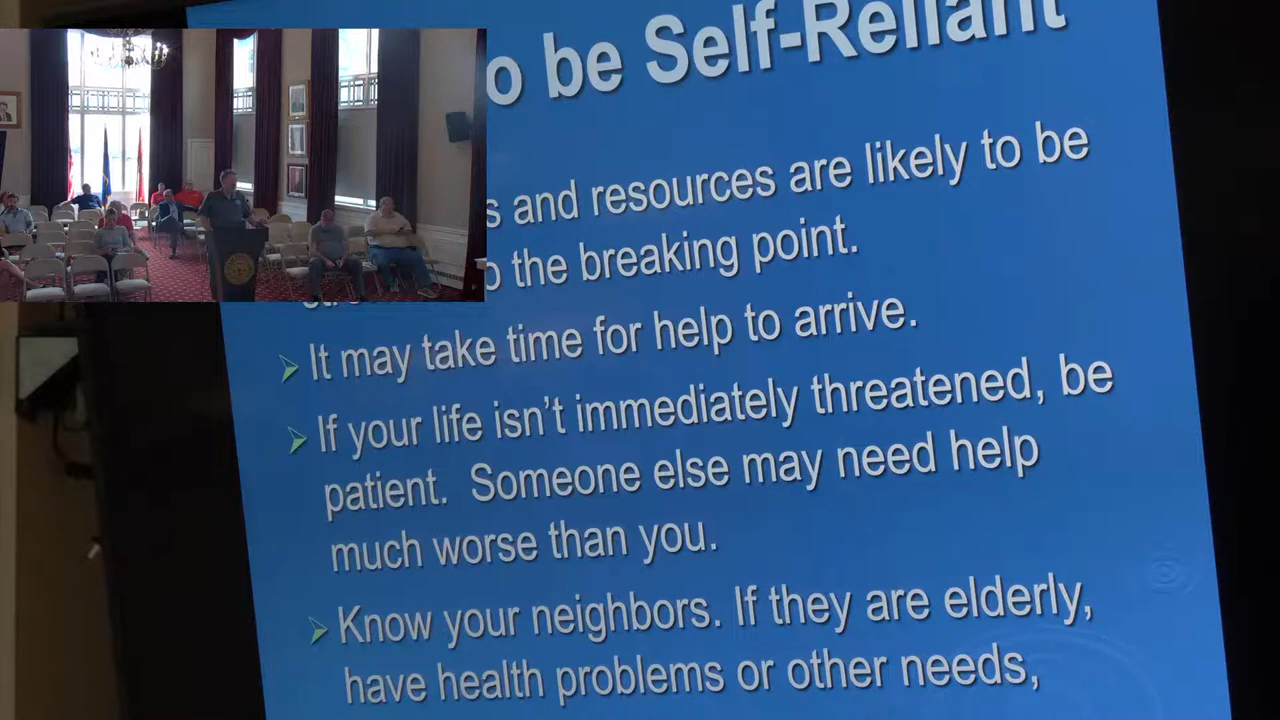 o be Self-Reliant
s and resources are likely to be
o the breaking point.
It may take time for help to arrive.
If your life isn't immediately threatened, be
patient. Someone else may need help
much worse than you.
Know your neighbors. If they are elderly,
have health problems or other needs,